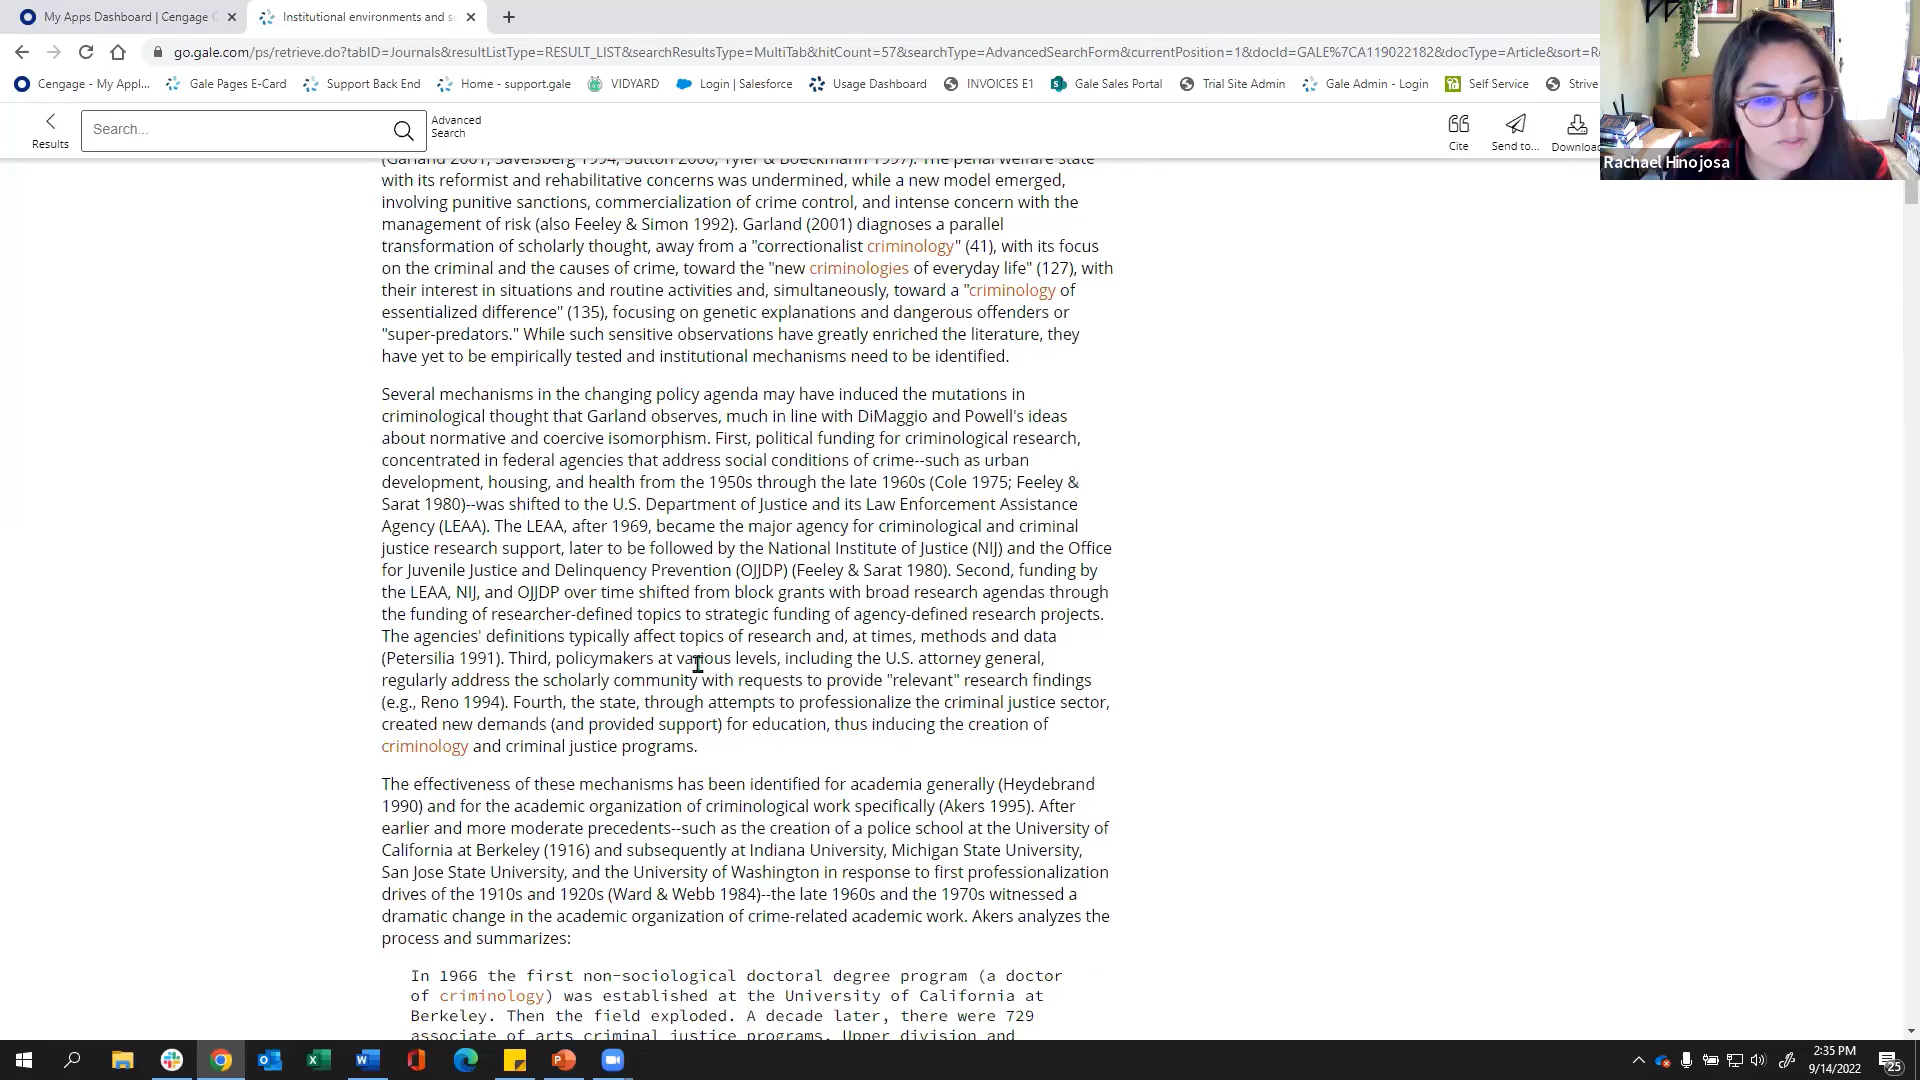 My Apps Dashboard | Cengage
Institutional environments and
go.gale.com/ps/retrieve.do?tabID=Journals&resultListType=RESULT_LIST&searchResultsType=MultiTab&hitCount=57&searchType=AdvancedSearchForm&currentPosition=1&docId=GALE%7CA119022182&docType=Article&sort=R
Cengage - My Appl...
Gale Pages E-Card
Support Back End
Home - support.gale
VIDYARD
Login | Salesforce
Usage Dashboard
INVOICES E1
Gale Sales Portal
Trial Site Admin
Gale Admin - Login
Self Service
Strive
Results
Search...
Advanced
Search
Cite
Send to...
Download
Rachael Hinojosa
(Garland 2001, Savelsberg 1994, Sutton 2000, Tyler & Boeckmann 1997). The penal welfare state
with its reformist and rehabilitative concerns was undermined, while a new model emerged,
involving punitive sanctions, commercialization of crime control, and intense concern with the
management of risk (also Feeley & Simon 1992). Garland (2001) diagnoses a parallel
transformation of scholarly thought, away from a "correctionalist criminology" (41), with its focus
on the criminal and the causes of crime, toward the "new criminologies of everyday life" (127), with
their interest in situations and routine activities and, simultaneously, toward a "criminology of
essentialized difference" (135), focusing on genetic explanations and dangerous offenders or
"super-predators." While such sensitive observations have greatly enriched the literature, they
have yet to be empirically tested and institutional mechanisms need to be identified.
Several mechanisms in the changing policy agenda may have induced the mutations in
criminological thought that Garland observes, much in line with DiMaggio and Powell's ideas
about normative and coercive isomorphism. First, political funding for criminological research,
concentrated in federal agencies that address social conditions of crime--such as urban
development, housing, and health from the 1950s through the late 1960s (Cole 1975; Feeley &
Sarat 1980)--was shifted to the U.S. Department of Justice and its Law Enforcement Assistance
Agency (LEAA). The LEAA, after 1969, became the major agency for criminological and criminal
justice research support, later to be followed by the National Institute of Justice (NIJ) and the Office
for Juvenile Justice and Delinquency Prevention (OJJDP) (Feeley & Sarat 1980). Second, funding by
the LEAA, NIJ, and OJJDP over time shifted from block grants with broad research agendas through
the funding of researcher-defined topics to strategic funding of agency-defined research projects.
The agencies' definitions typically affect topics of research and, at times, methods and data
(Petersilia 1991). Third, policymakers at various levels, including the U.S. attorney general,
regularly address the scholarly community with requests to provide "relevant" research findings
(e.g., Reno 1994). Fourth, the state, through attempts to professionalize the criminal justice sector,
created new demands (and provided support) for education, thus inducing the creation of
criminology and criminal justice programs.
The effectiveness of these mechanisms has been identified for academia generally (Heydebrand
1990) and for the academic organization of criminological work specifically (Akers 1995). After
earlier and more moderate precedents--such as the creation of a police school at the University of
California at Berkeley (1916) and subsequently at Indiana University, Michigan State University,
San Jose State University, and the University of Washington in response to first professionalization
drives of the 1910s and 1920s (Ward & Webb 1984)--the late 1960s and the 1970s witnessed a
dramatic change in the academic organization of crime-related academic work. Akers analyzes the
process and summarizes:
In 1966 the first non-sociological doctoral degree program (a doctor
of criminology) was established at the University of California at
Berkeley. Then the field exploded. A decade later, there were 729
associate of arts criminal justice programs. Upper division and
2:35 PM
9/14/2022
25